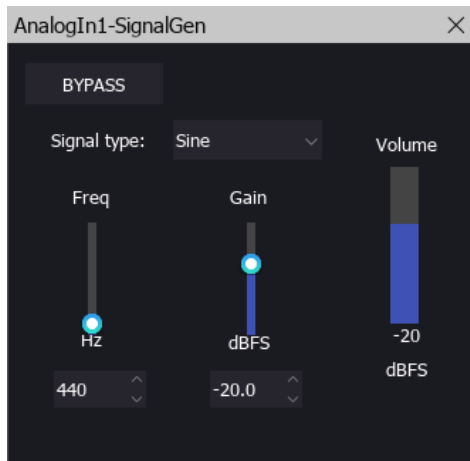 AnalogIn1-SignalGen
BYPASS
Signal type: Sine
Volume
Freq Gain
Hz dBFS -20
dBFS
440 -20.0